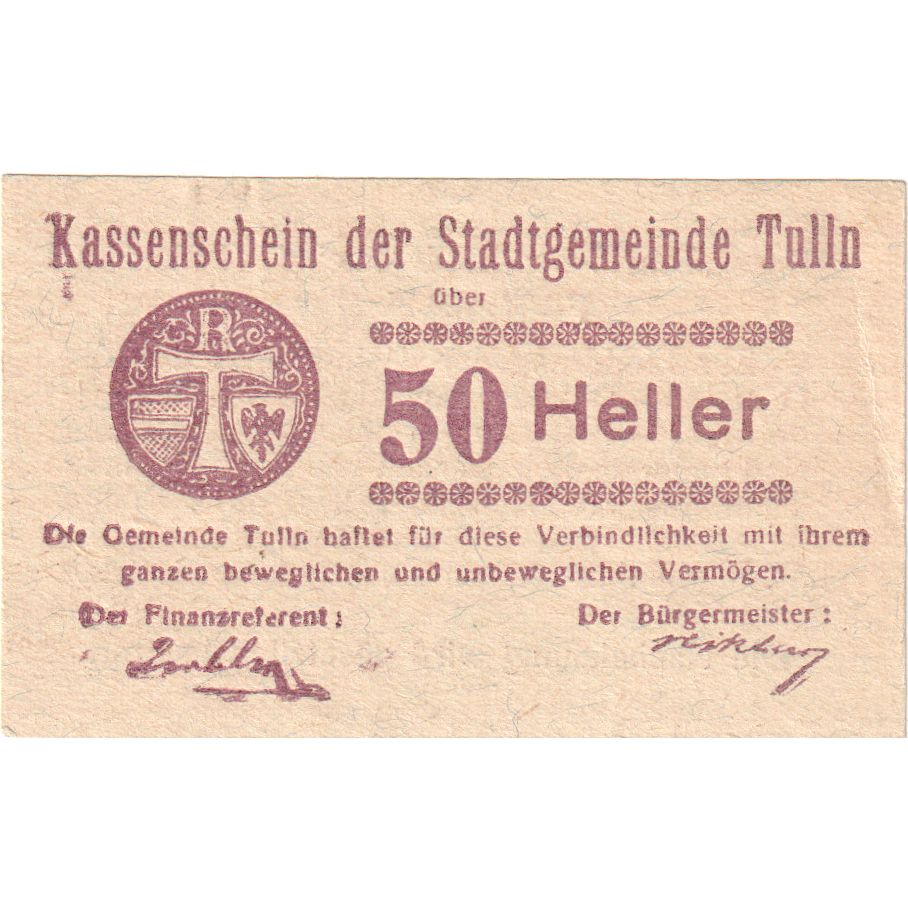 Kassenschein der Stadtgemeinde Tulln
über
R
T
50 Heller
Die Gemeinde Tulln haftet für diese Verbindlichkeit mit ihrem
ganzen beweglichen und unbeweglichen Vermögen.
Der Finanzreferent:
Der Bürgermeister: